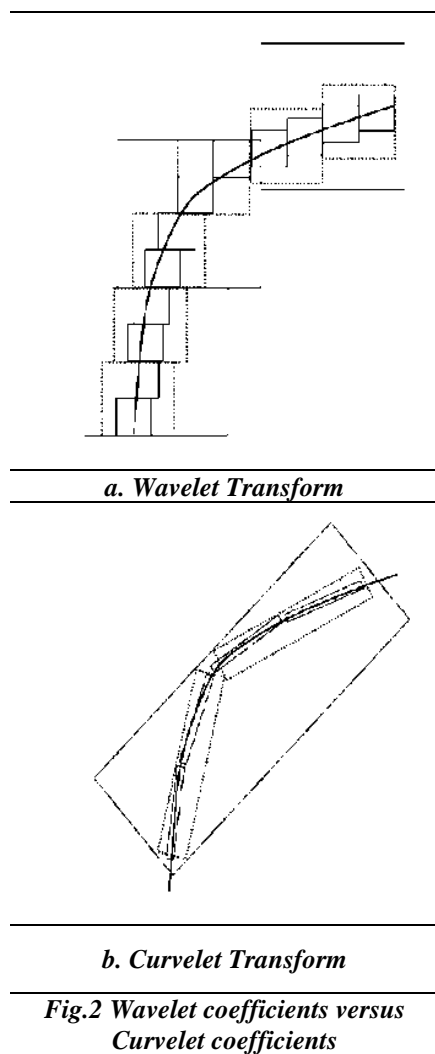 a. Wavelet Transform
b. Curvelet Transform
Fig.2 Wavelet coefficients versus
Curvelet coefficients